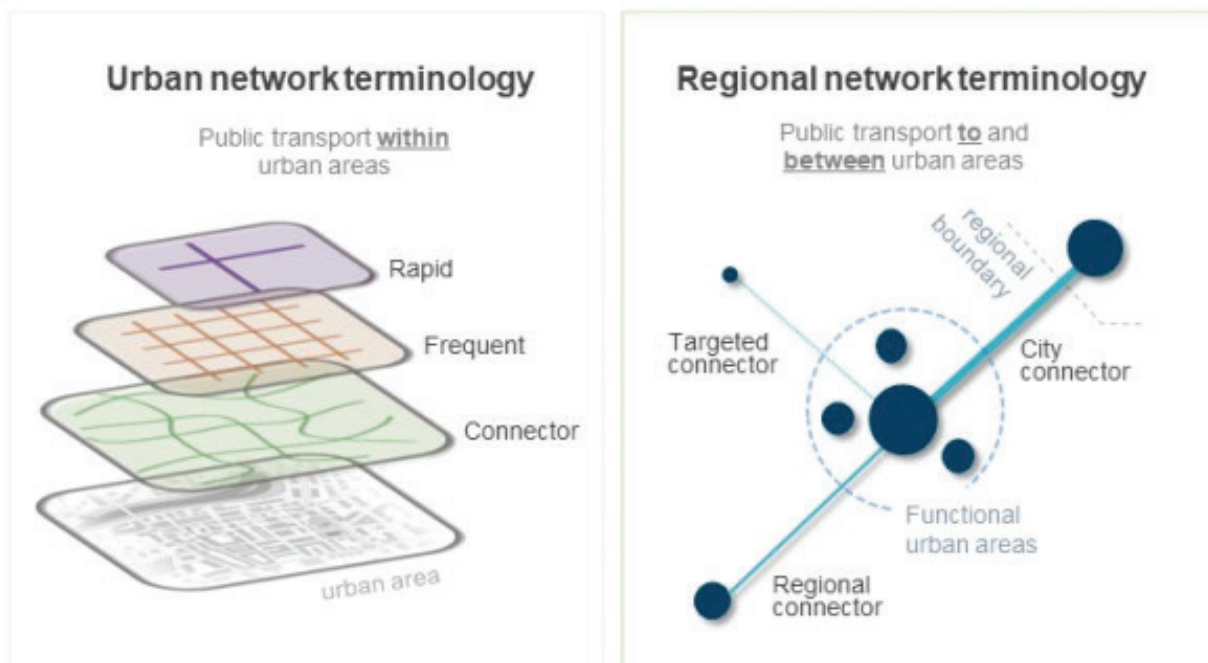 Urban network terminology
Public transport within
urban areas
Rapid
Frequent
Connector
urban area
Regional network terminology
Public transport to and
between urban areas
regional
boundary
Targeted
connector
City
connector
Functional
urban areas
Regional
connector